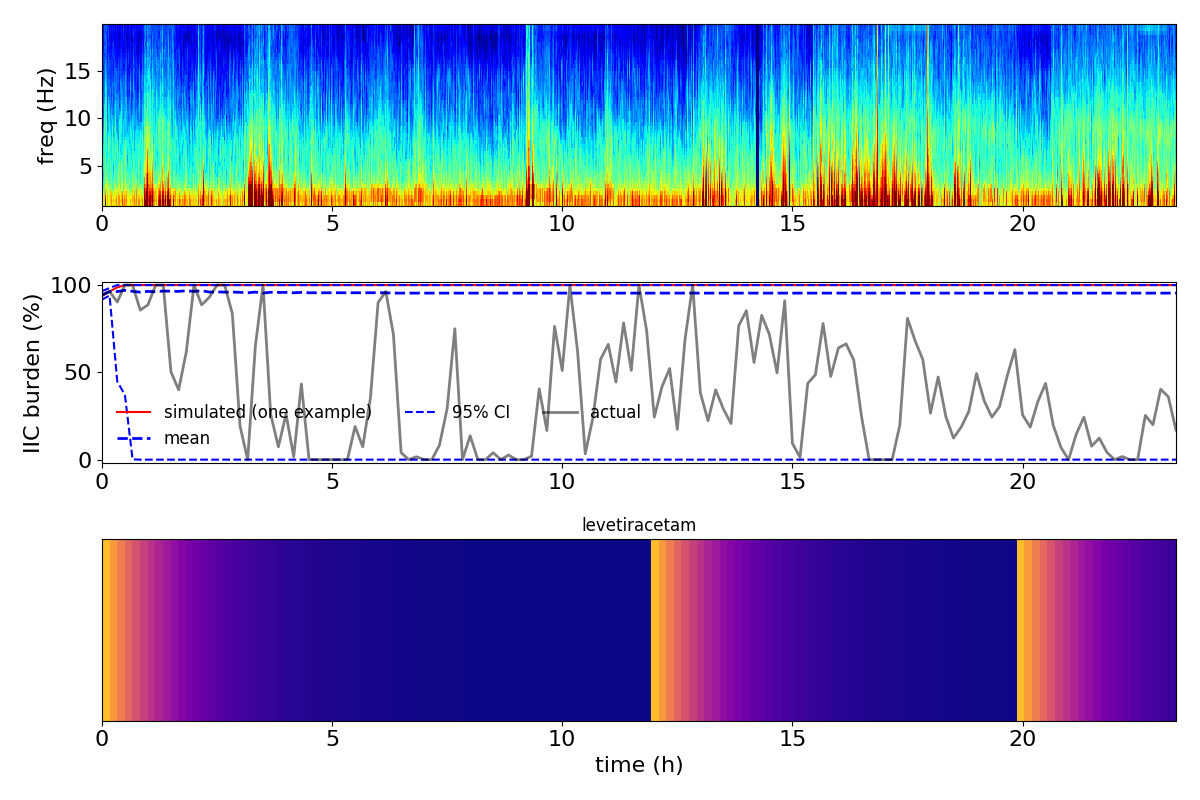 freq (Hz)
15
10
5
0 5 10 15 20
IIC burden (%)
100
50
0
simulated (one example) 95% CI actual
mean
0 5 10 15 20
levetiracetam
0 5 10 15 20
time (h)